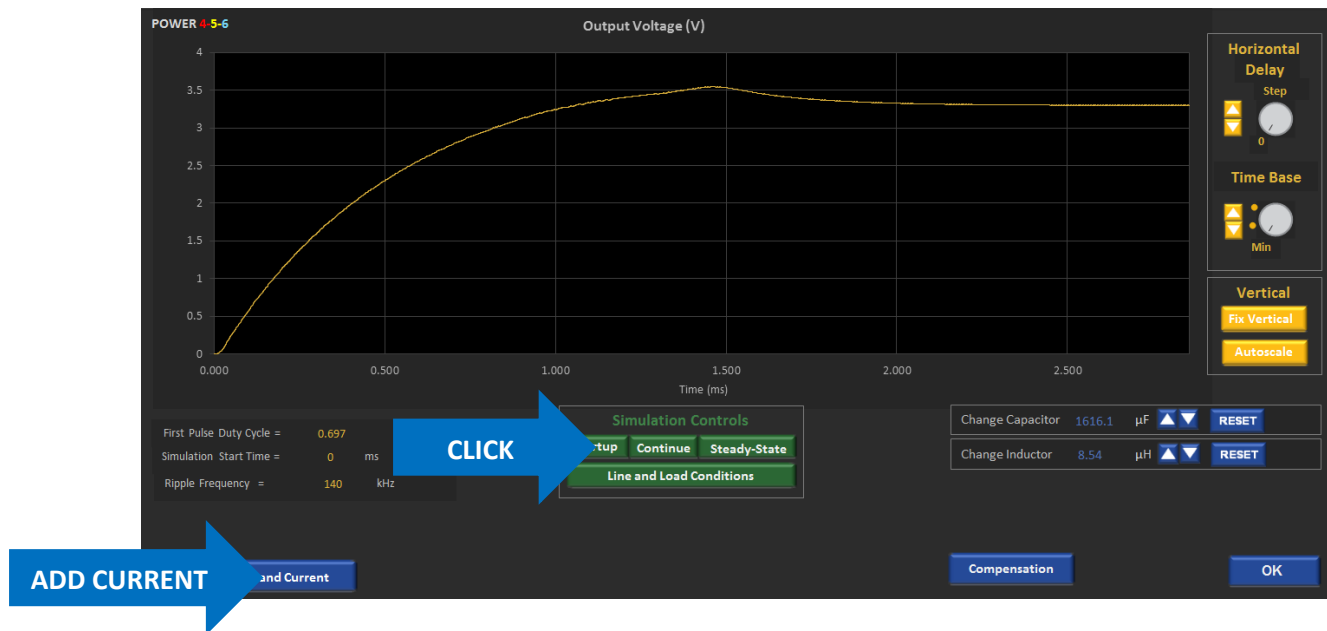 POWER 4-5-6
Output Voltage (V)
4
3.5
3
2.5
2
1.5
1
0.5
0
0.000 0.500 1.000 1.500 2.000 2.500
Time (ms)
Horizontal
Delay
Step
0
Time Base
Min
Vertical
Fix Vertical
Autoscale
First Pulse Duty Cycle = 0.697
Simulation Start Time = 0 ms
Ripple Frequency = 140 kHz
CLICK
Simulation Controls
tup Continue Steady-State
Line and Load Conditions
Change Capacitor 1616.1 µF RESET
Change Inductor 8.54 µH RESET
ADD CURRENT
and Current
Compensation
OK